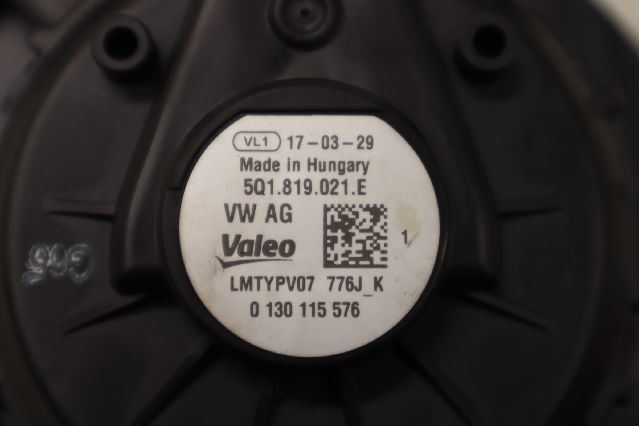 VL1 17-03-29
Made in Hungary
5Q1.819.021.E
VW AG
Valeo
1
LMTYPV07 776J_K
0 130 115 576